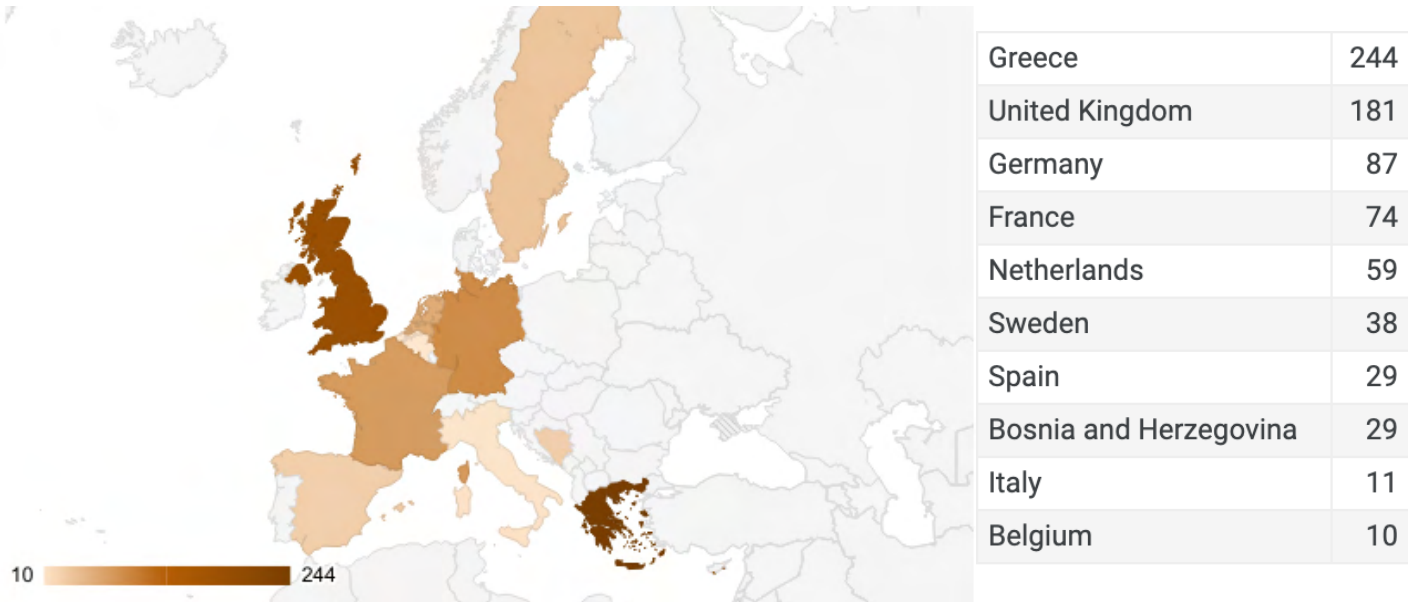 Greece 244
United Kingdom 181
Germany 87
France 74
Netherlands 59
Sweden 38
Spain 29
Bosnia and Herzegovina 29
Italy 11
Belgium 10
10 244